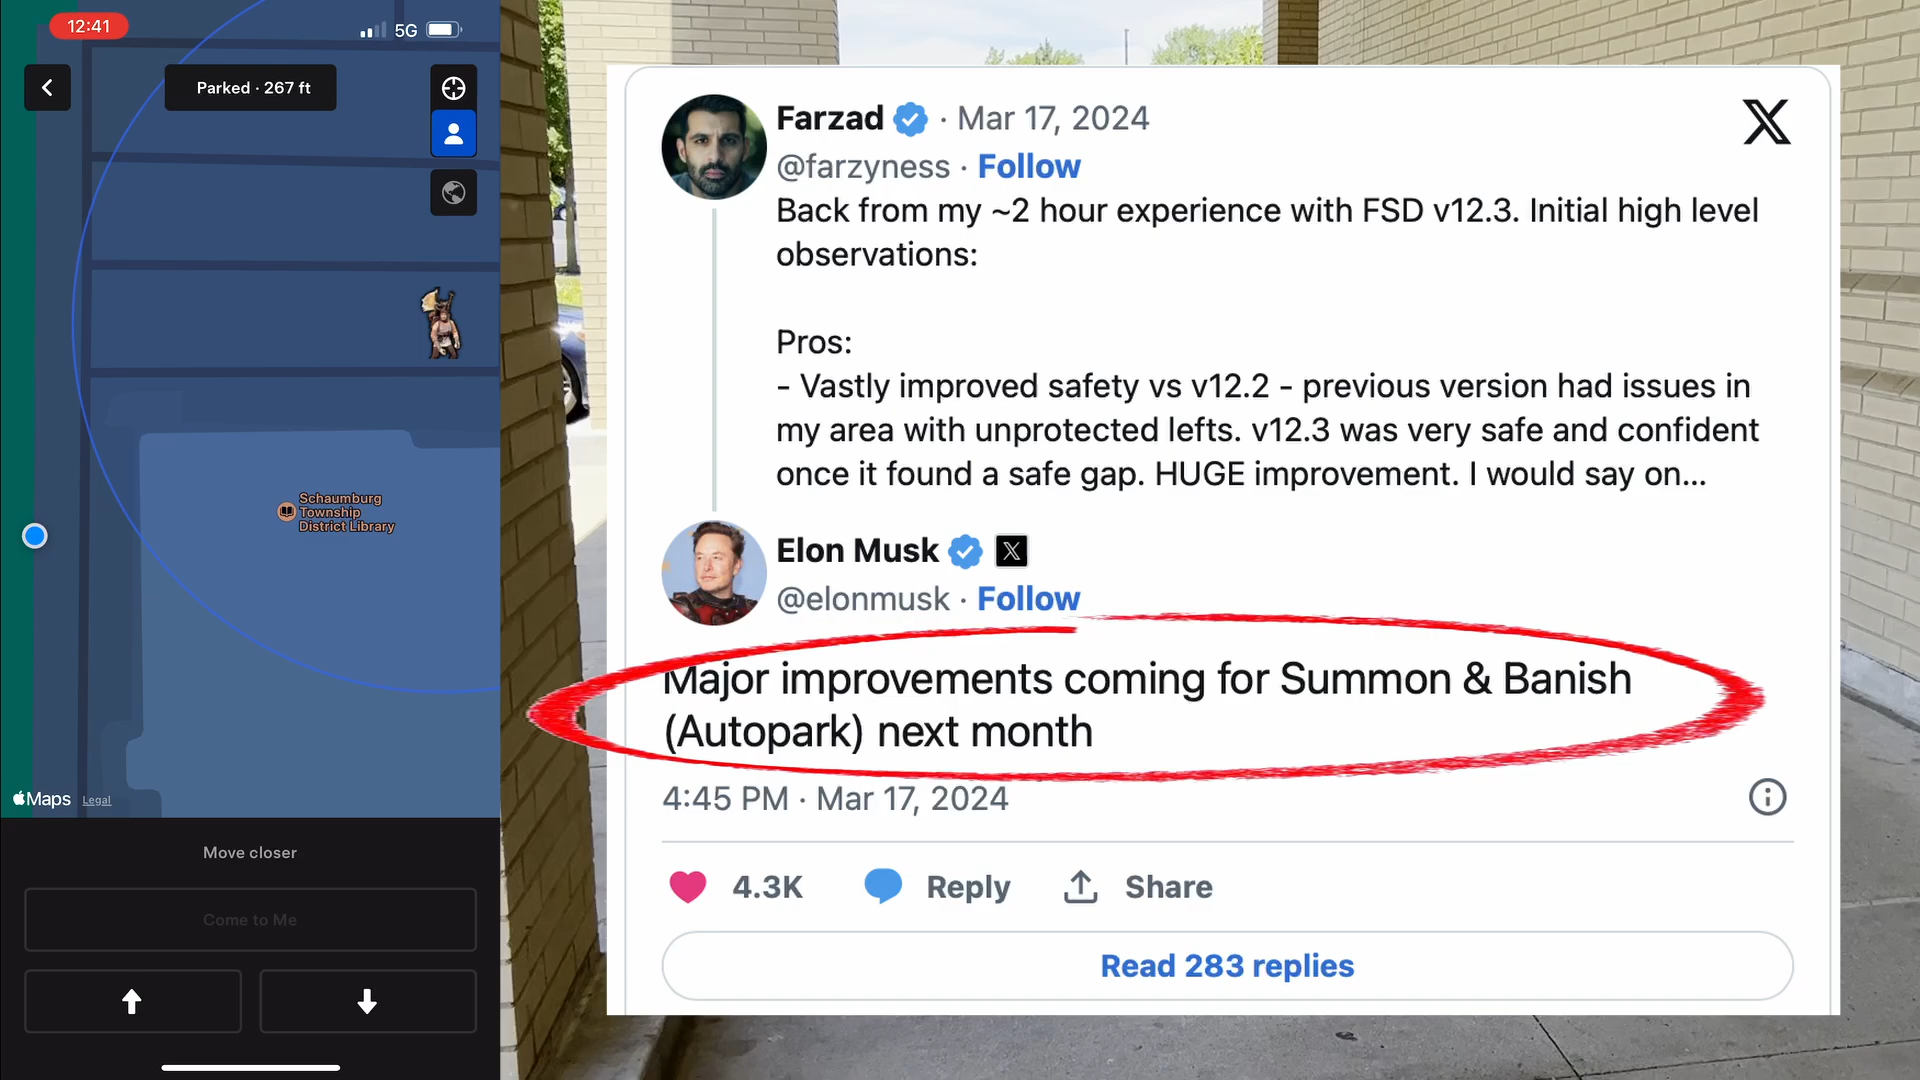 12:41
5G
Parked · 267 ft
Schaumburg
Township
District Library
Maps Legal
Move closer
Come to Me
Farzad · Mar 17, 2024
@farzyness · Follow
Back from my ~2 hour experience with FSD v12.3. Initial high level
observations:
Pros:
- Vastly improved safety vs v12.2 - previous version had issues in
my area with unprotected lefts. v12.3 was very safe and confident
once it found a safe gap. HUGE improvement. I would say on...
Elon Musk
@elonmusk · Follow
Major improvements coming for Summon & Banish
(Autopark) next month
4:45 PM · Mar 17, 2024
4.3K Reply Share
Read 283 replies